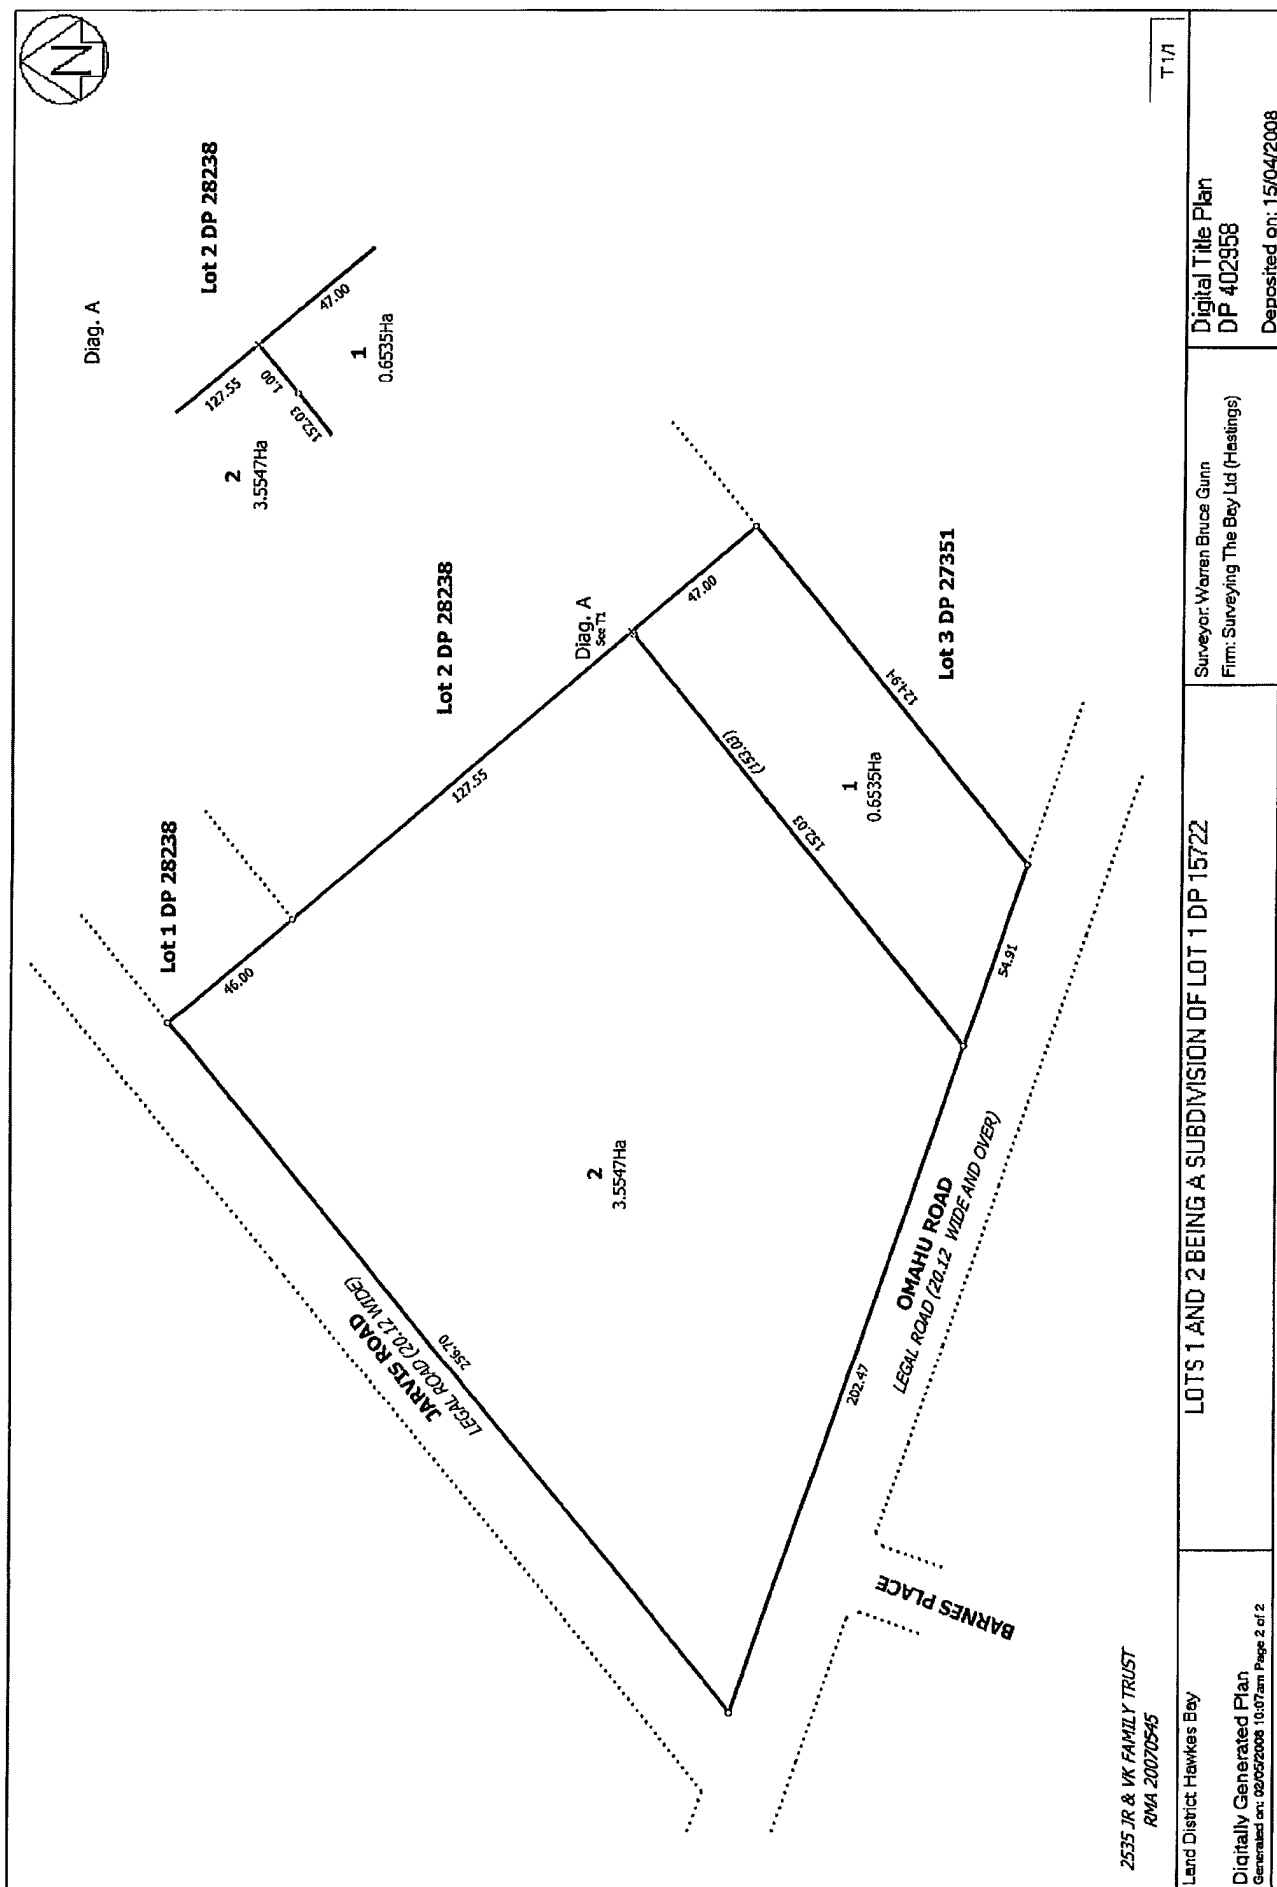 N
Diag. A
Lot 2 DP 28238
127.55
47.00
1.00
152.03
2
3.5547Ha
1
0.6535Ha
Lot 1 DP 28238
46.00
Lot 2 DP 28238
127.55
Diag. A
See T1
47.00
JARVIS ROAD
LEGAL ROAD (20.12 WIDE)
256.70
2
3.5547Ha
(153.03)
152.03
1
0.6535Ha
124.94
Lot 3 DP 27351
54.91
202.47
OMAHU ROAD
LEGAL ROAD (20.12 WIDE AND OVER)
BARNES PLACE
2535 JR & VK FAMILY TRUST
RMA 20070545
T 1/1
Land District: Hawkes Bay
Digitally Generated Plan
Generated on: 02/05/2008 10:07am Page 2 of 2
LOTS 1 AND 2 BEING A SUBDIVISION OF LOT 1 DP 15722
Surveyor: Warren Bruce Gunn
Firm: Surveying The Bay Ltd (Hastings)
Digital Title Plan
DP 402958
Deposited on: 15/04/2008